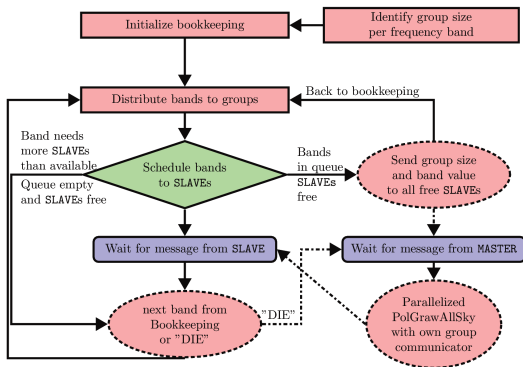 Initialize bookkeeping
Identify group size
per frequency band
Distribute bands to groups
Back to bookkeeping
Band needs
more SLAVEs
than available
Queue empty
and SLAVEs free
Schedule bands
to SLAVEs
Bands
in queue
SLAVEs
free
Send group size
and band value
to all free SLAVEs
Wait for message from SLAVE
Wait for message from MASTER
next band from
Bookkeeping
or "DIE"
"DIE"
Parallelized
PolGrawAllSky
with own group
communicator